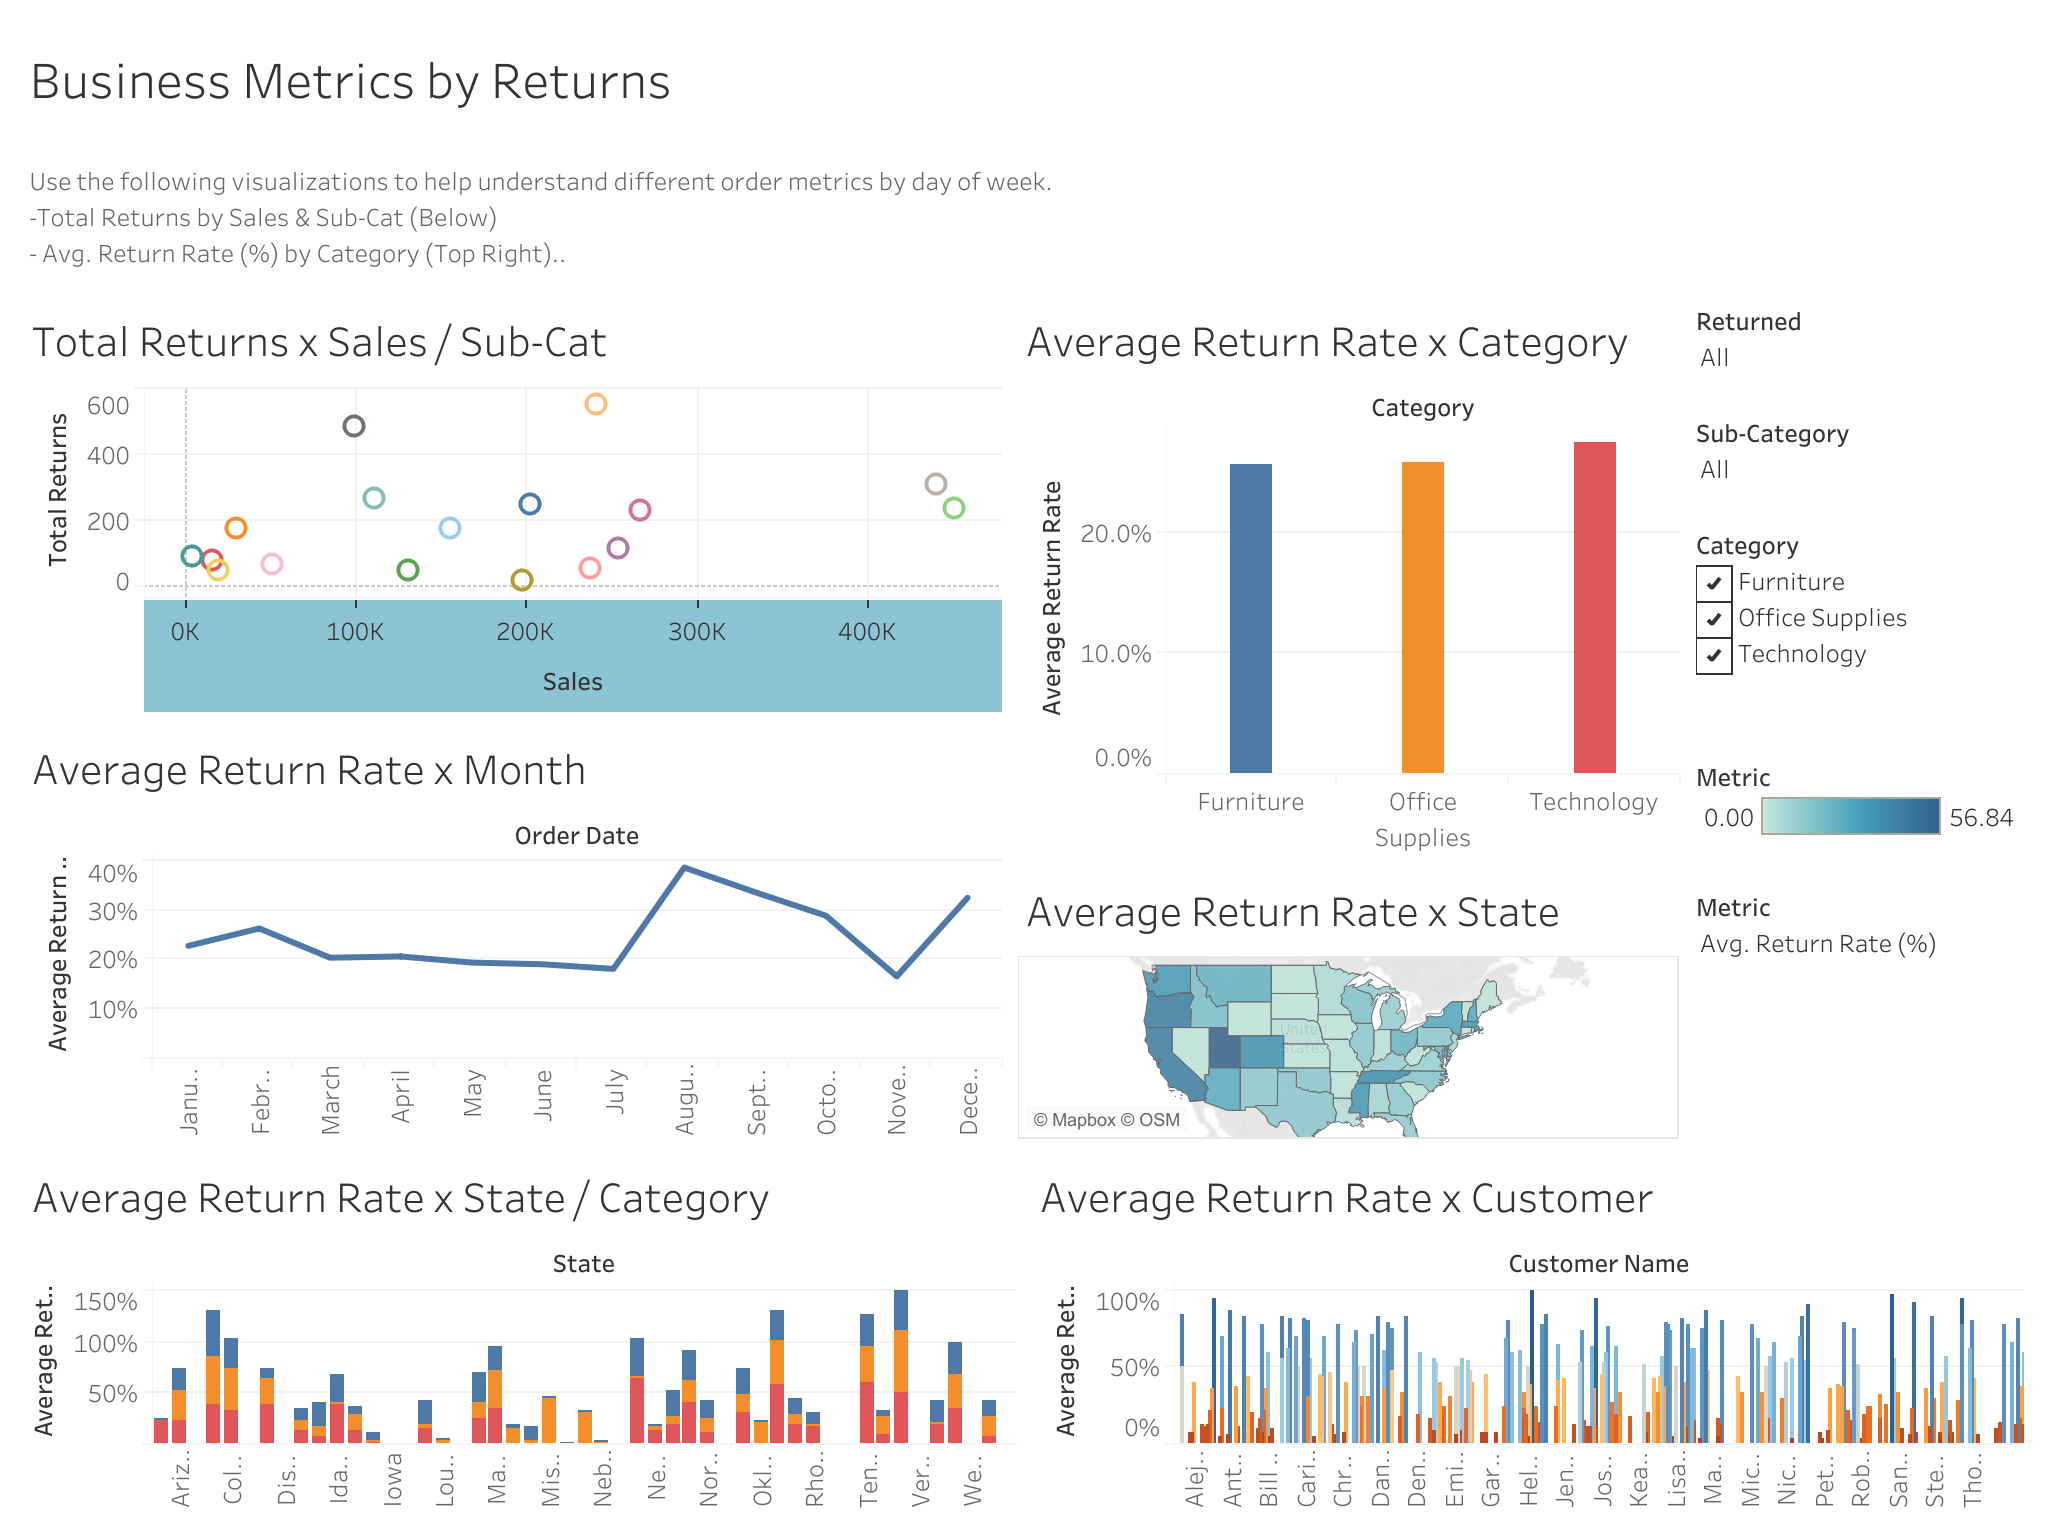 Business Metrics by Returns
Use the following visualizations to help understand different order metrics by day of week.
-Total Returns by Sales & Sub-Cat (Below)
- Avg. Return Rate (%) by Category (Top Right)..
Total Returns x Sales / Sub-Cat
Total Returns
600
400
200
0
0K 100K 200K 300K 400K
Sales
Average Return Rate x Category
Category
Average Return Rate
20.0%
10.0%
0.0%
Furniture
Office
Supplies
Technology
Returned
All
Sub-Category
All
Category
Furniture
Office Supplies
Technology
Metric
0.00 56.84
Metric
Avg. Return Rate (%)
Average Return Rate x Month
Order Date
Average Return..
40%
30%
20%
10%
Janu.. Febr.. March April May June July Augu.. Sept.. Octo.. Nove.. Dece..
Average Return Rate x State
United
States
© Mapbox © OSM
Average Return Rate x State / Category
State
Average Ret..
150%
100%
50%
Ariz.. Col.. Dis.. Ida.. Iowa Lou.. Ma.. Mis.. Neb.. Ne.. Nor.. Okl.. Rho.. Ten.. Ver.. We..
Average Return Rate x Customer
Customer Name
Average Ret..
100%
50%
0%
Alej.. Ant.. Bill .. Cari.. Chr.. Dan.. Den.. Emi.. Gar.. Hel.. Jen.. Jos.. Kea.. Lisa.. Ma.. Mic.. Nic.. Pet.. Rob.. San.. Ste.. Tho..